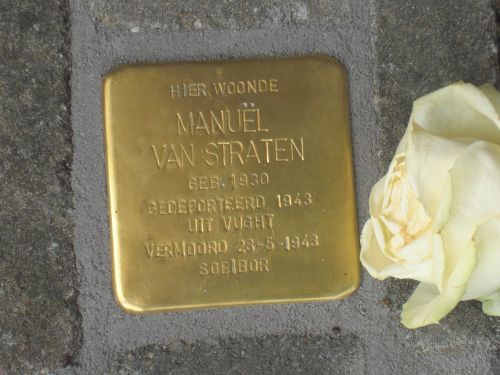 HIER WOONDE
MANUËL
VAN STRATEN
GEB. 1930
GEDEPORTEERD 1943
UIT VUGHT
VERMOORD 28-5-1943
SOBIBOR